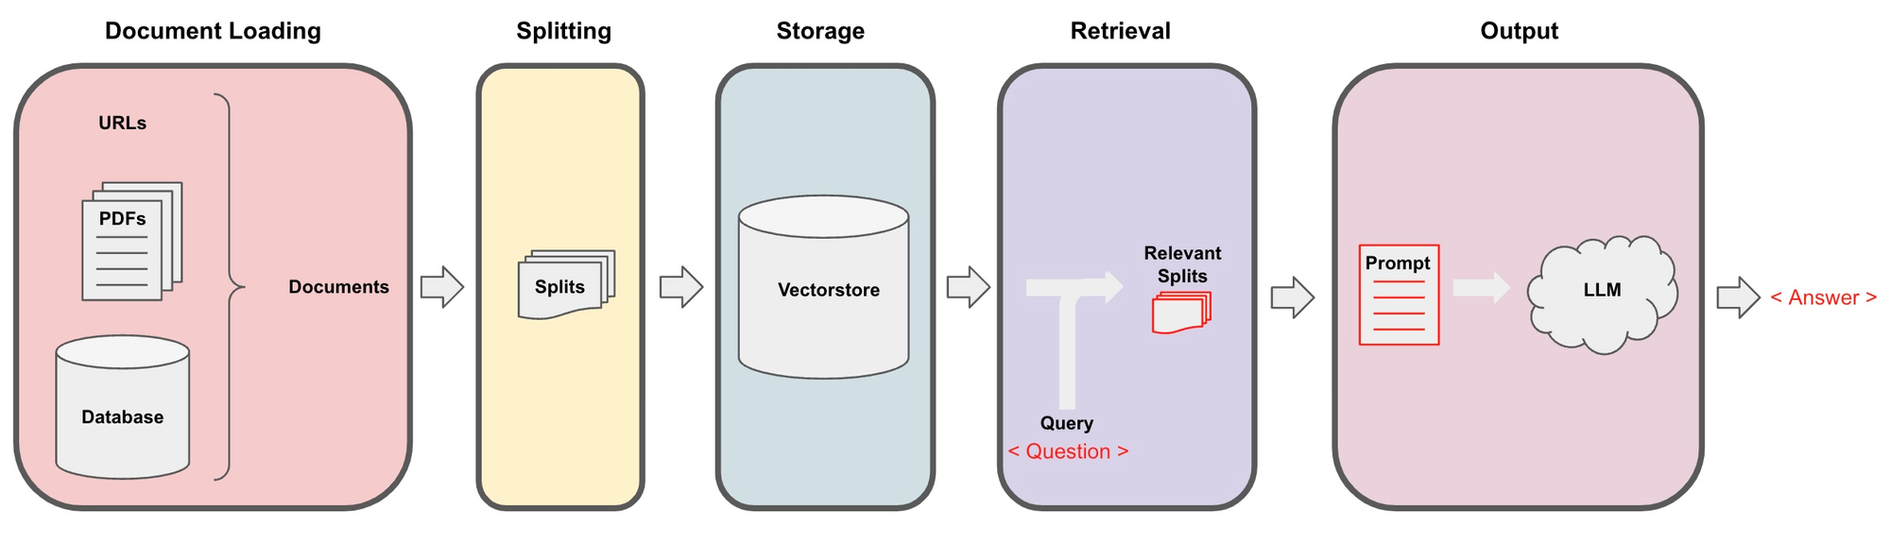 Document Loading
Splitting
Storage
Retrieval
Output
URLs
PDFs
Database
Documents
Splits
Vectorstore
Relevant
Splits
Query
< Question >
Prompt
LLM
< Answer >